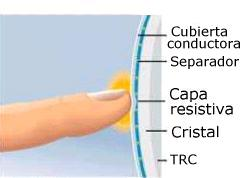 Cubierta
conductora
Separador
Capa
resistiva
Cristal
TRC